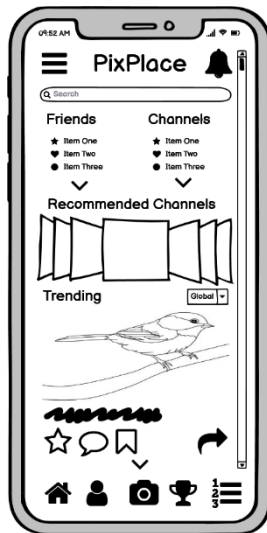 09:52 AM
PixPlace
Search
Friends Channels
Item One Item One
Item Two Item Two
Item Three Item Three
Recommended Channels
Trending Global
1
2
3